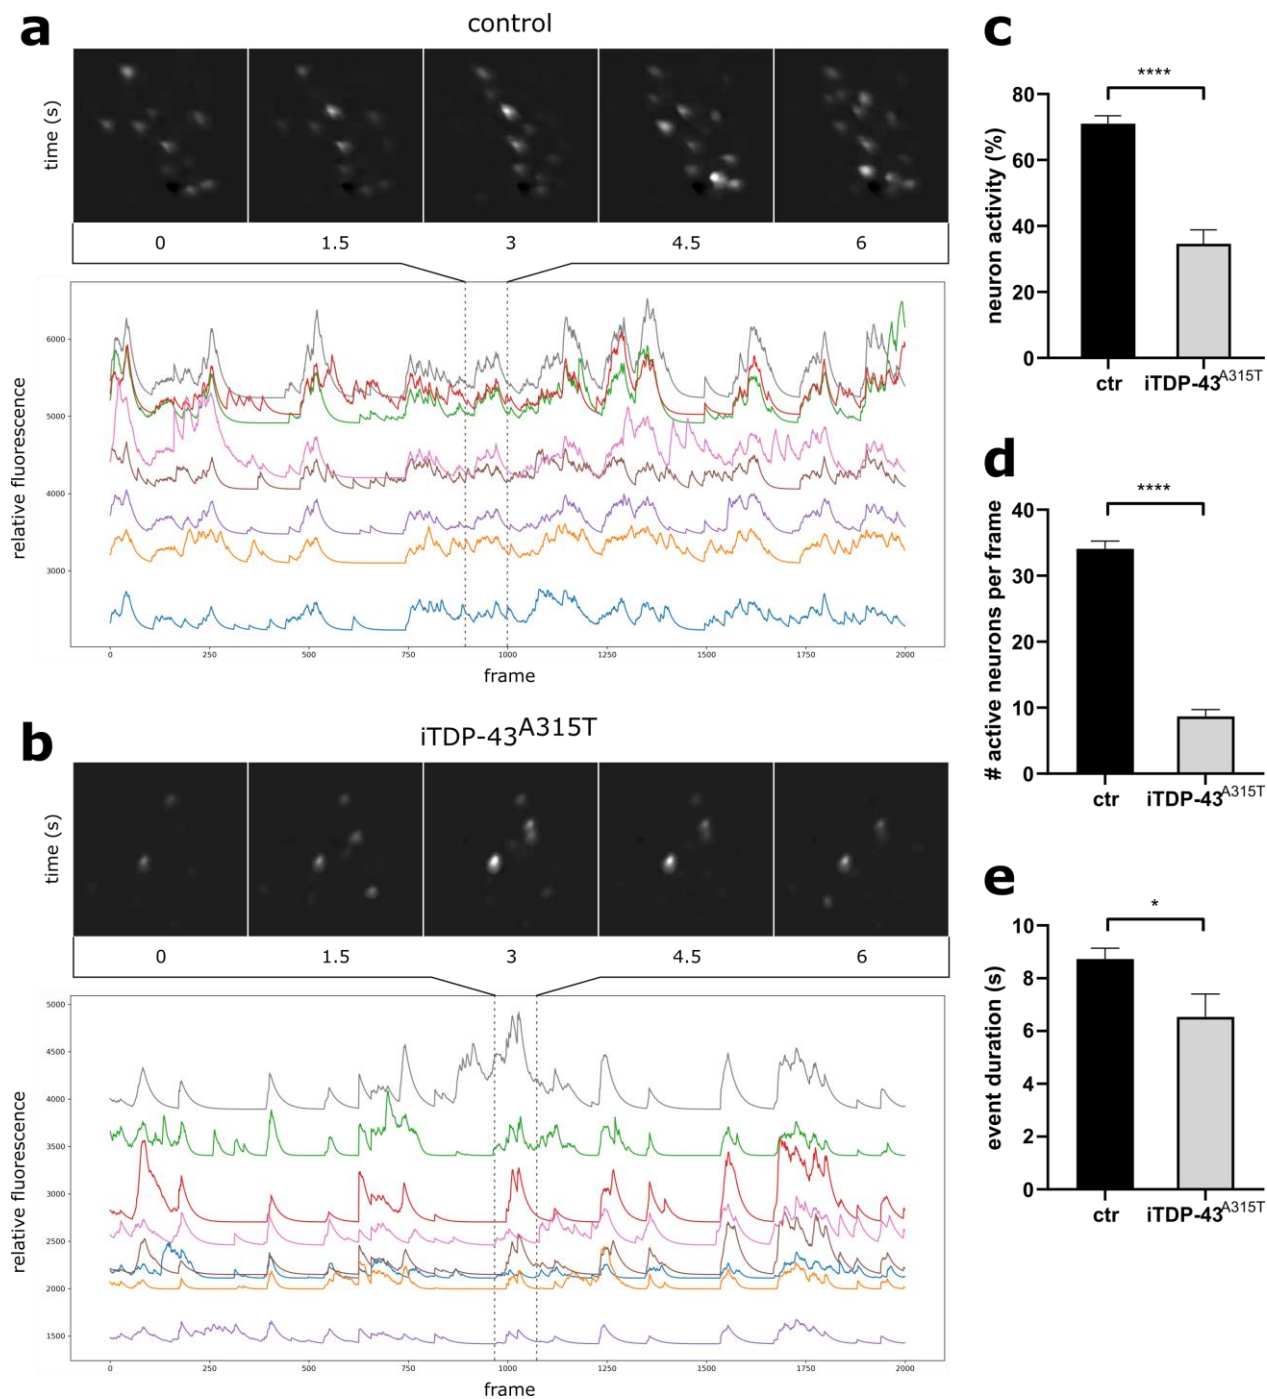 a
control
time (s)
0 1.5 3 4.5 6
relative fluorescence
6000
5000
4000
3000
0 250 500 750 1000 1250 1500 1750 2000
frame
b
iTDP-43A315T
time (s)
0 1.5 3 4.5 6
relative fluorescence
5000
4500
4000
3500
3000
2500
2000
1500
0 250 500 750 1000 1250 1500 1750 2000
frame
c
neuron activity (%)
****
80
60
40
20
0
ctr iTDP-43A315T
d
# active neurons per frame
****
40
30
20
10
0
ctr iTDP-43A315T
e
event duration (s)
*
10
8
6
4
2
0
ctr iTDP-43A315T